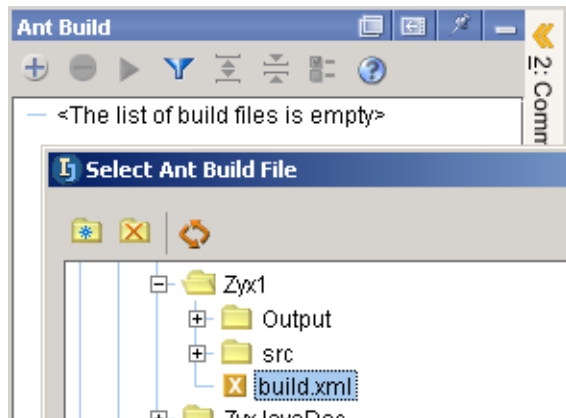 Ant Build
<The list of build files is empty>
2: Comm
Select Ant Build File
Zyx1
Output
src
build.xml